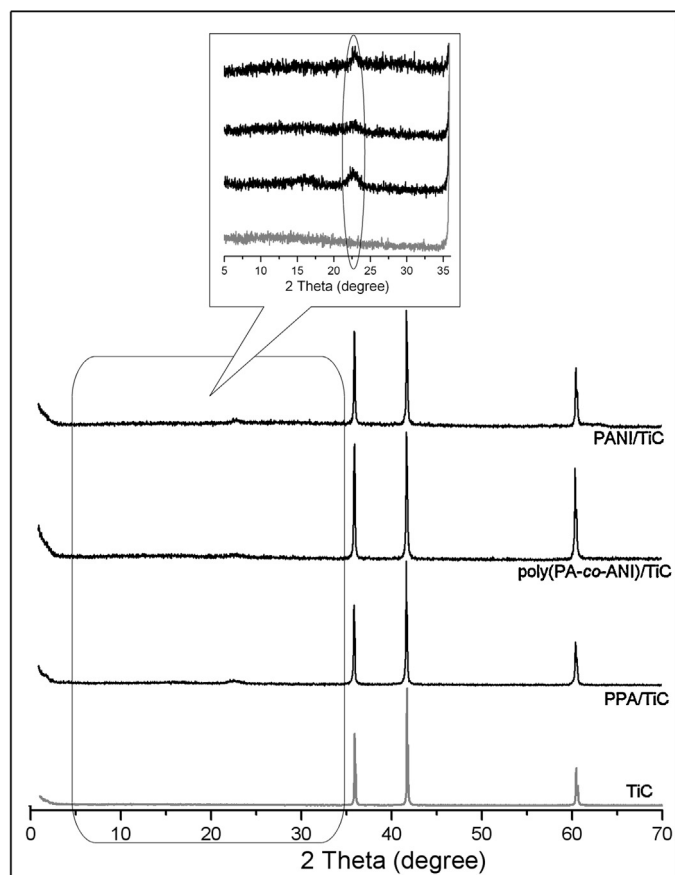 5 10 15 20 25 30 35
2 Theta (degree)
PANI/TiC
poly(PA-co-ANI)/TiC
PPA/TiC
TiC
0 10 20 30 40 50 60 70
2 Theta (degree)